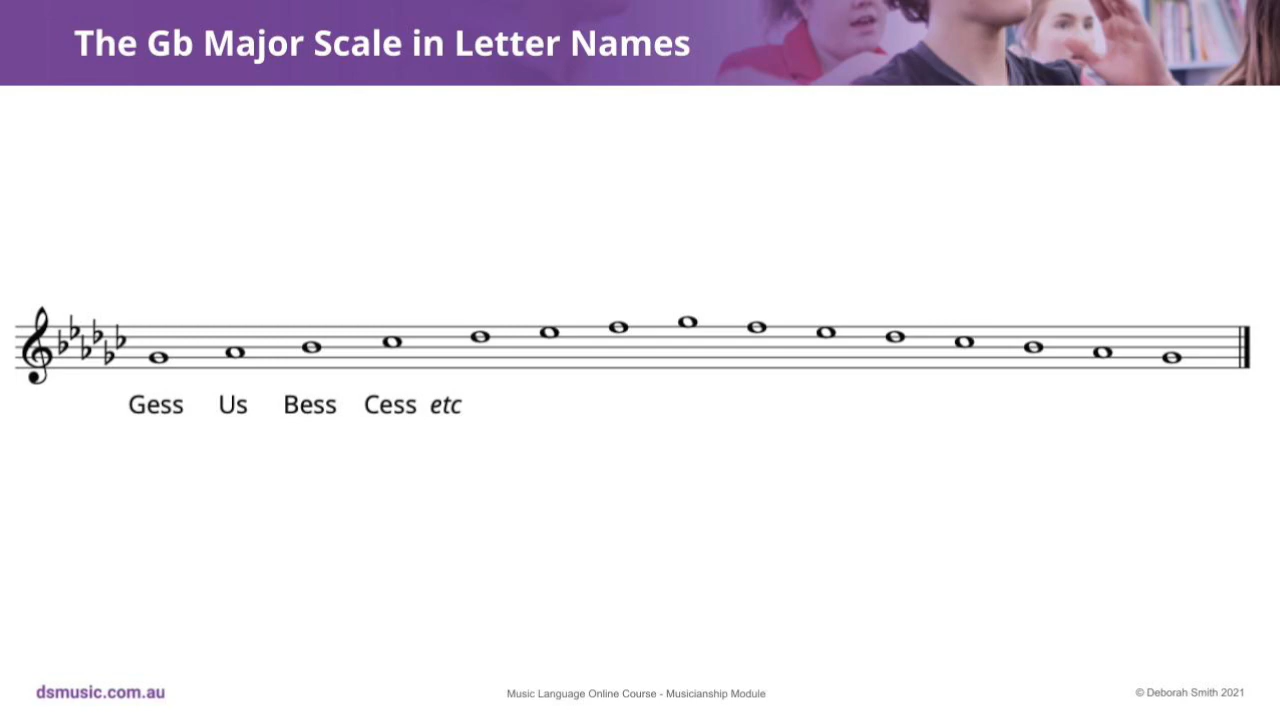 The Gb Major Scale in Letter Names
Gess Us Bess Cess etc
dsmusic.com.au
Music Language Online Course - Musicianship Module
© Deborah Smith 2021